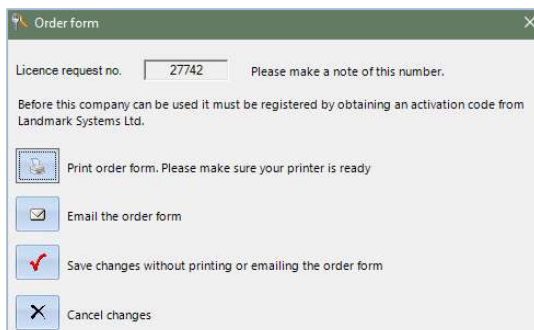 Order form
Licence request no. 27742 Please make a note of this number.
Before this company can be used it must be registered by obtaining an activation code from
Landmark Systems Ltd.
Print order form. Please make sure your printer is ready
Email the order form
Save changes without printing or emailing the order form
Cancel changes